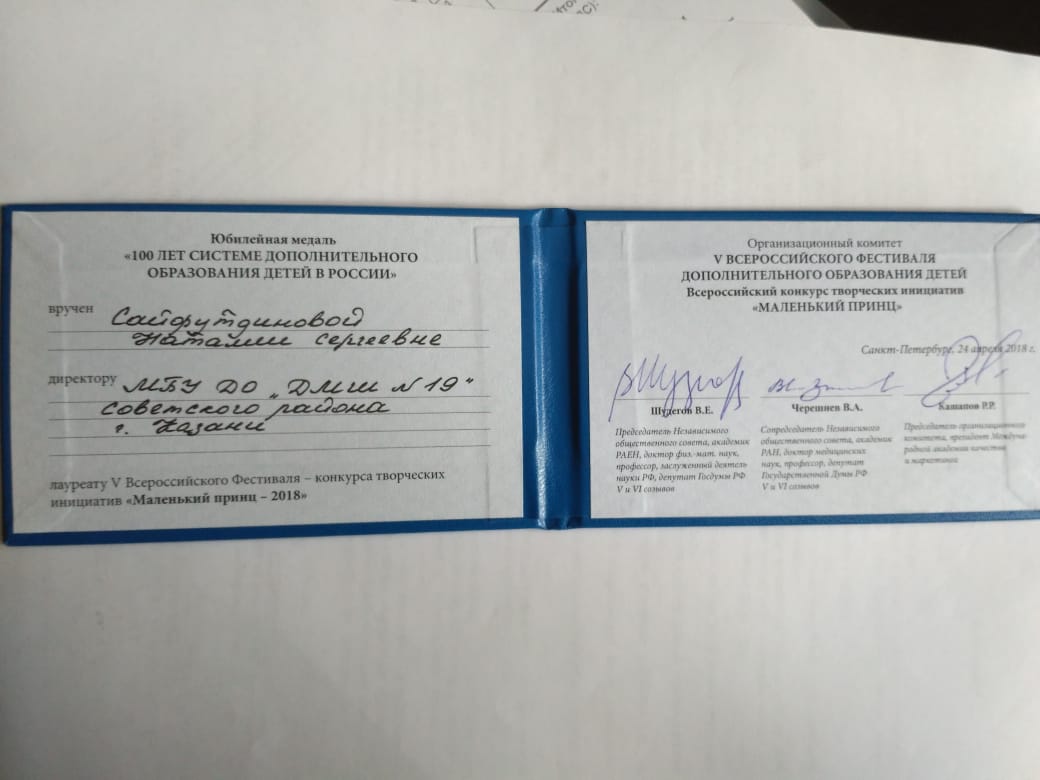 Юбилейная медаль
«100 ЛЕТ СИСТЕМЕ ДОПОЛНИТЕЛЬНОГО
ОБРАЗОВАНИЯ ДЕТЕЙ В РОССИИ»
вручен Сайфутдиновой
Наталии Сергеевне
директору МБУ ДО „ДМШ №19"
Советского района
г. Казани
лауреату V Всероссийского Фестиваля – конкурса творческих
инициатив «Маленький принц – 2018»
Организационный комитет
V ВСЕРОССИЙСКОГО ФЕСТИВАЛЯ
ДОПОЛНИТЕЛЬНОГО ОБРАЗОВАНИЯ ДЕТЕЙ
Всероссийский конкурс творческих инициатив
«МАЛЕНЬКИЙ ПРИНЦ»
Санкт-Петербург, 24 апреля 2018 г.
Шудегов В.Е.
Председатель Независимого
общественного совета, академик
РАЕН, доктор физ.-мат. наук,
профессор, заслуженный деятель
науки РФ, депутат Госдумы РФ
V и VI созывов
Черешнев В.А.
Сопредседатель Независимого
общественного совета, академик
РАН, доктор медицинских
наук, профессор, депутат
Государственной Думы РФ
V и VI созывов
Кашапов Р.Р.
Председатель организационного
комитета, президент Междуна-
родной академии качества
и маркетинга